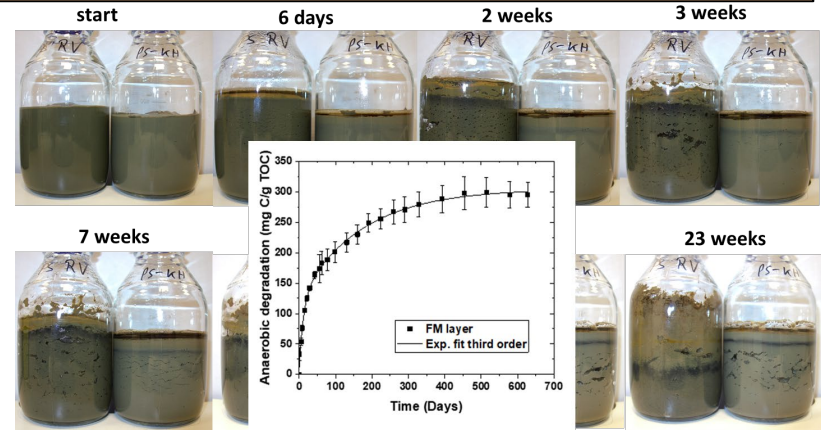 start
6 days
2 weeks
3 weeks
RV
PS-KH
S RV
PS-KH
RV
PS-KH
RV
PS-KH
350
300
250
200
150
100
50
0
Anaerobic degradation (mg C/g TOC)
FM layer
Exp. fit third order
0 100 200 300 400 500 600 700
Time (Days)
7 weeks
23 weeks
S RV
PS-KH
-KH
S RV
PS-KH